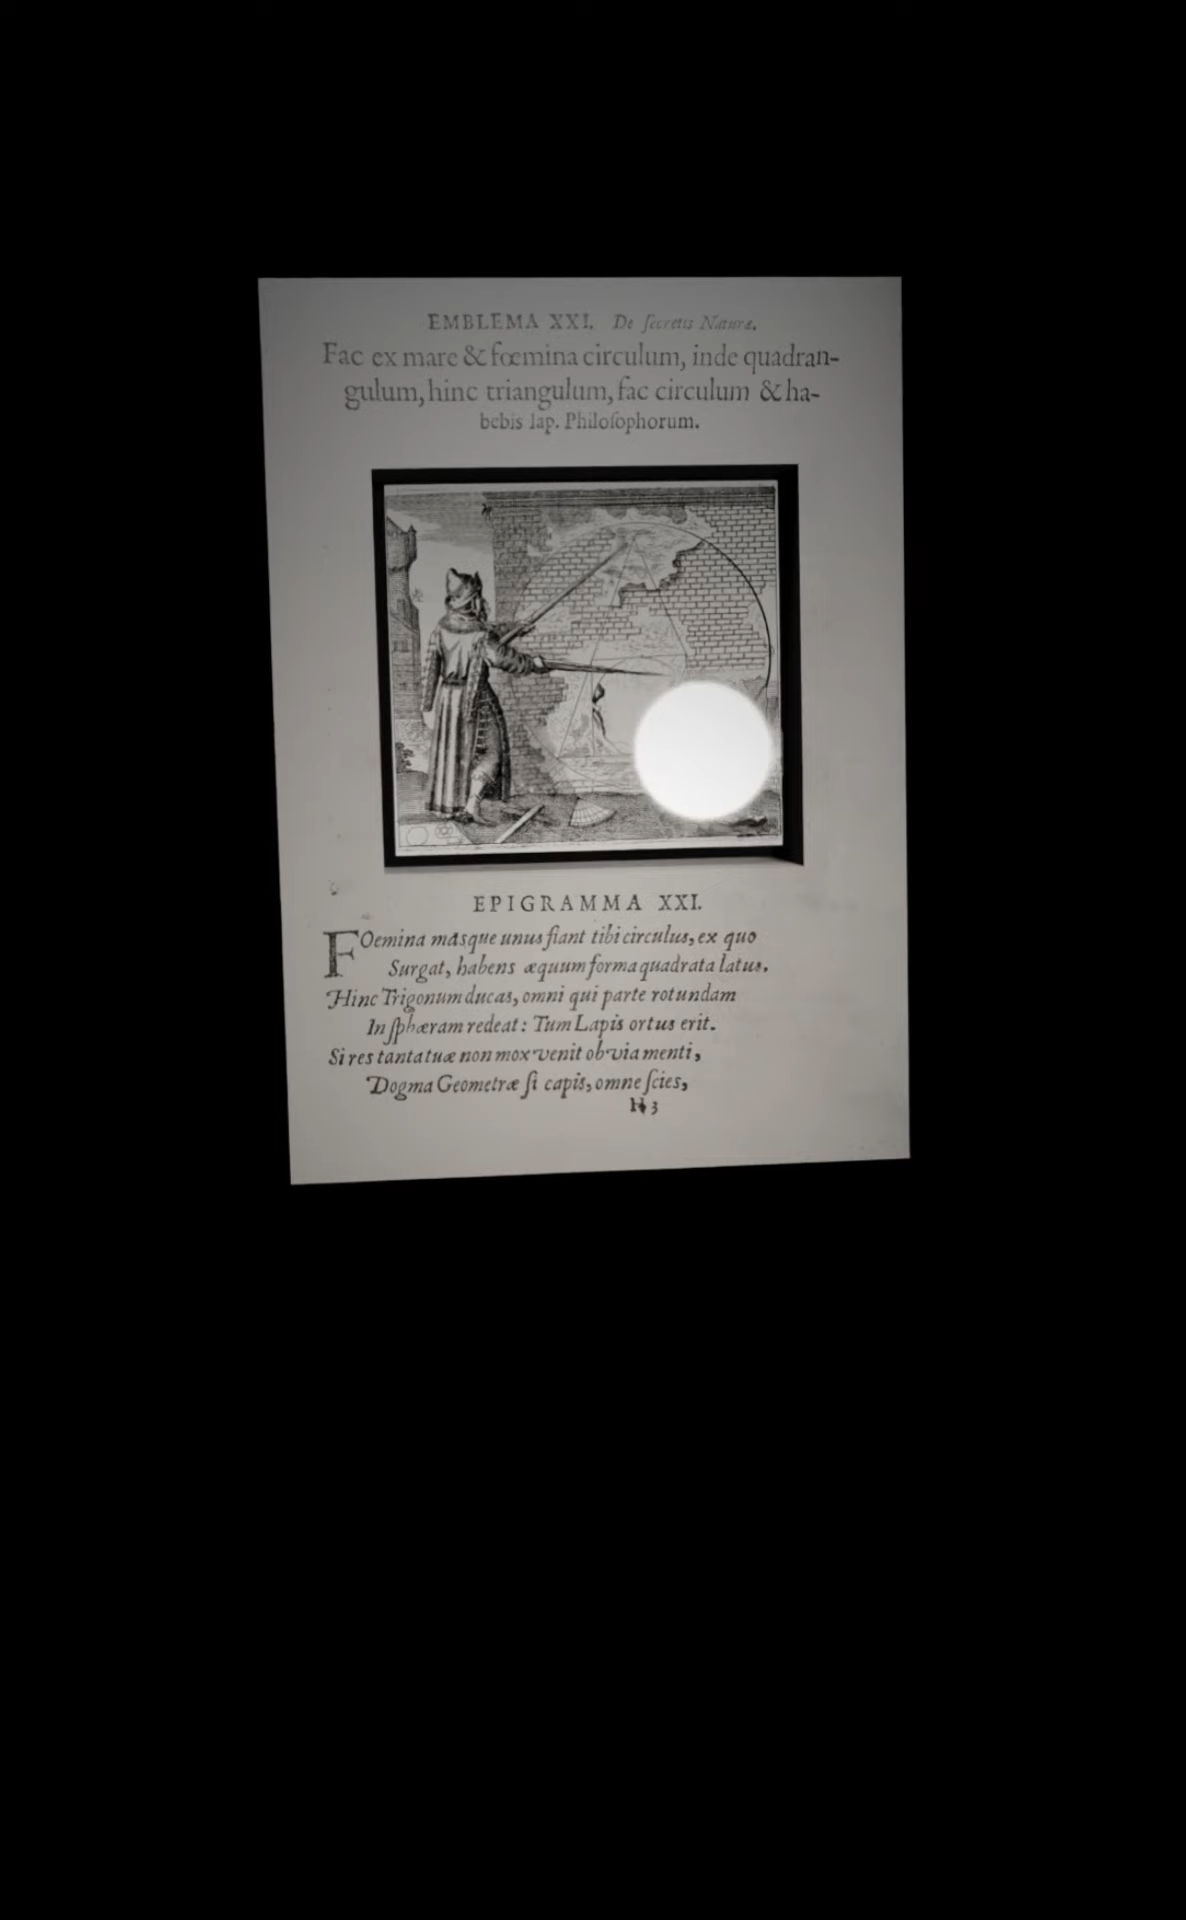 EMBLEMA XXI. De ſecretis Naturæ.
Fac ex mare & fœmina circulum, inde quadran-
gulum, hinc triangulum, fac circulum & ha-
bebis lap. Philoſophorum.
EPIGRAMMA XXI.
FOemina masque unus fiant tibi circulus, ex quo
Surgat, habens æquum forma quadrata latus.
Hinc Trigonum ducas, omni qui parte rotundam
In ſphæram redeat: Tum Lapis ortus erit.
Si res tanta tuæ non mox venit obvia menti,
Dogma Geometræ ſi capis, omne ſcies,
H 3